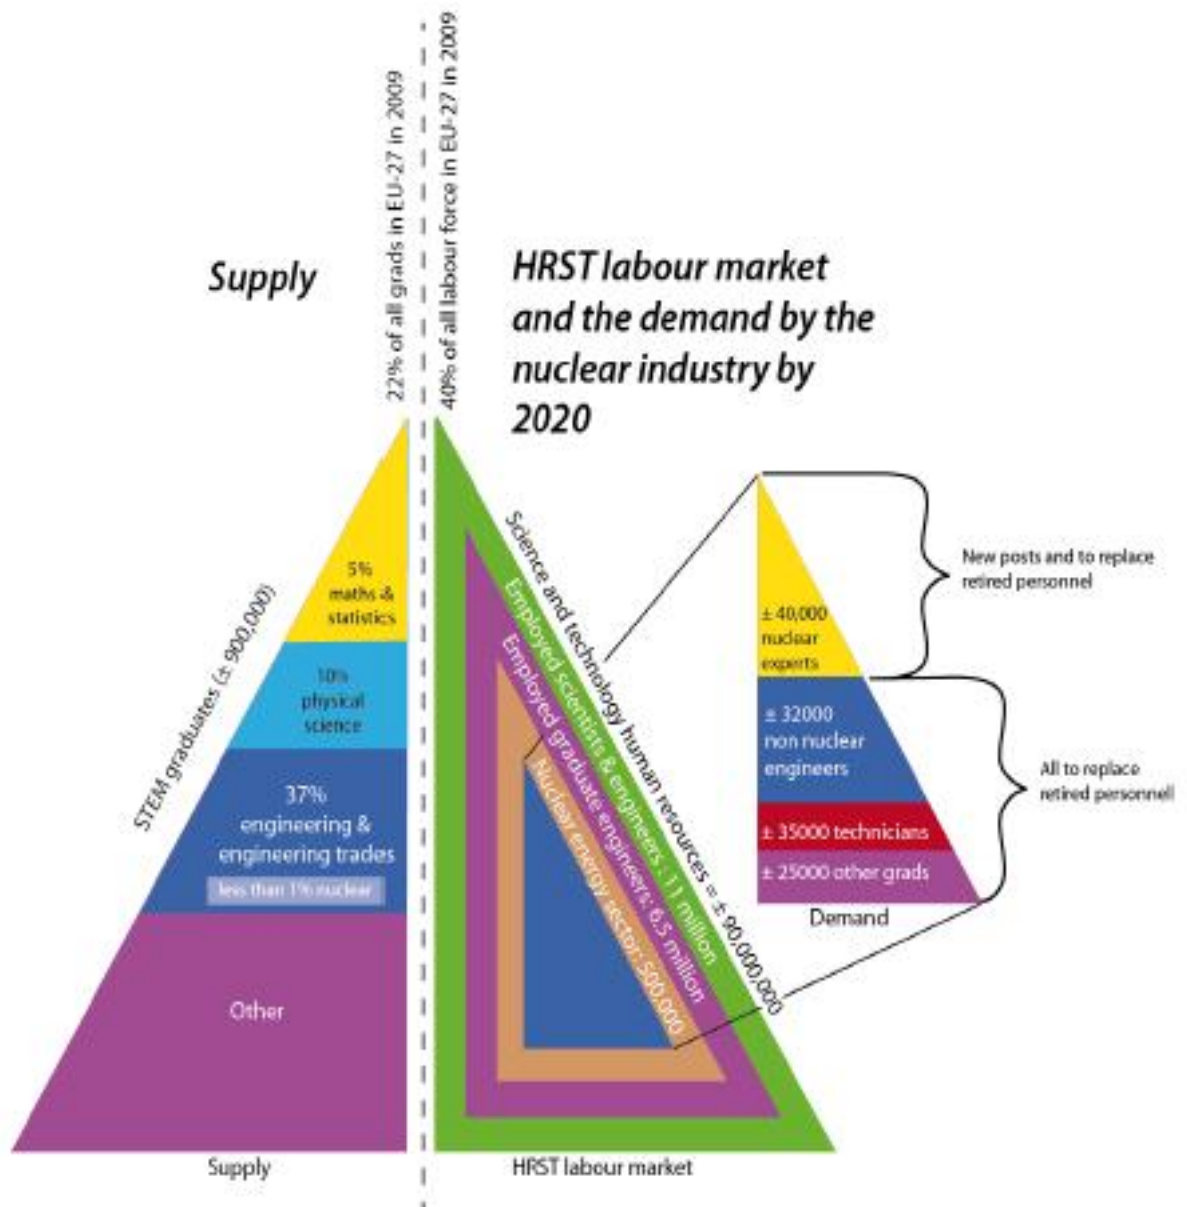 22% of all grads in EU-27 in 2009
40% of all labour force in EU-27 in 2009
Supply
HRST labour market
and the demand by the
nuclear industry by
2020
STEM graduates (± 900,000)
5%
maths &
statistics
10%
physical
science
37%
engineering &
engineering trades
less than 1% nuclear
Other
Supply
Science and technology human resources = ± 90,000,000
Employed scientists & engineers : 11 million
Employed graduate engineers: 6.5 million
Nuclear energy sector: 500,000
HRST labour market
± 40,000
nuclear
experts
± 32000
non nuclear
engineers
± 35000 technicians
± 25000 other grads
Demand
New posts and to replace
retired personnel
All to replace
retired personnell